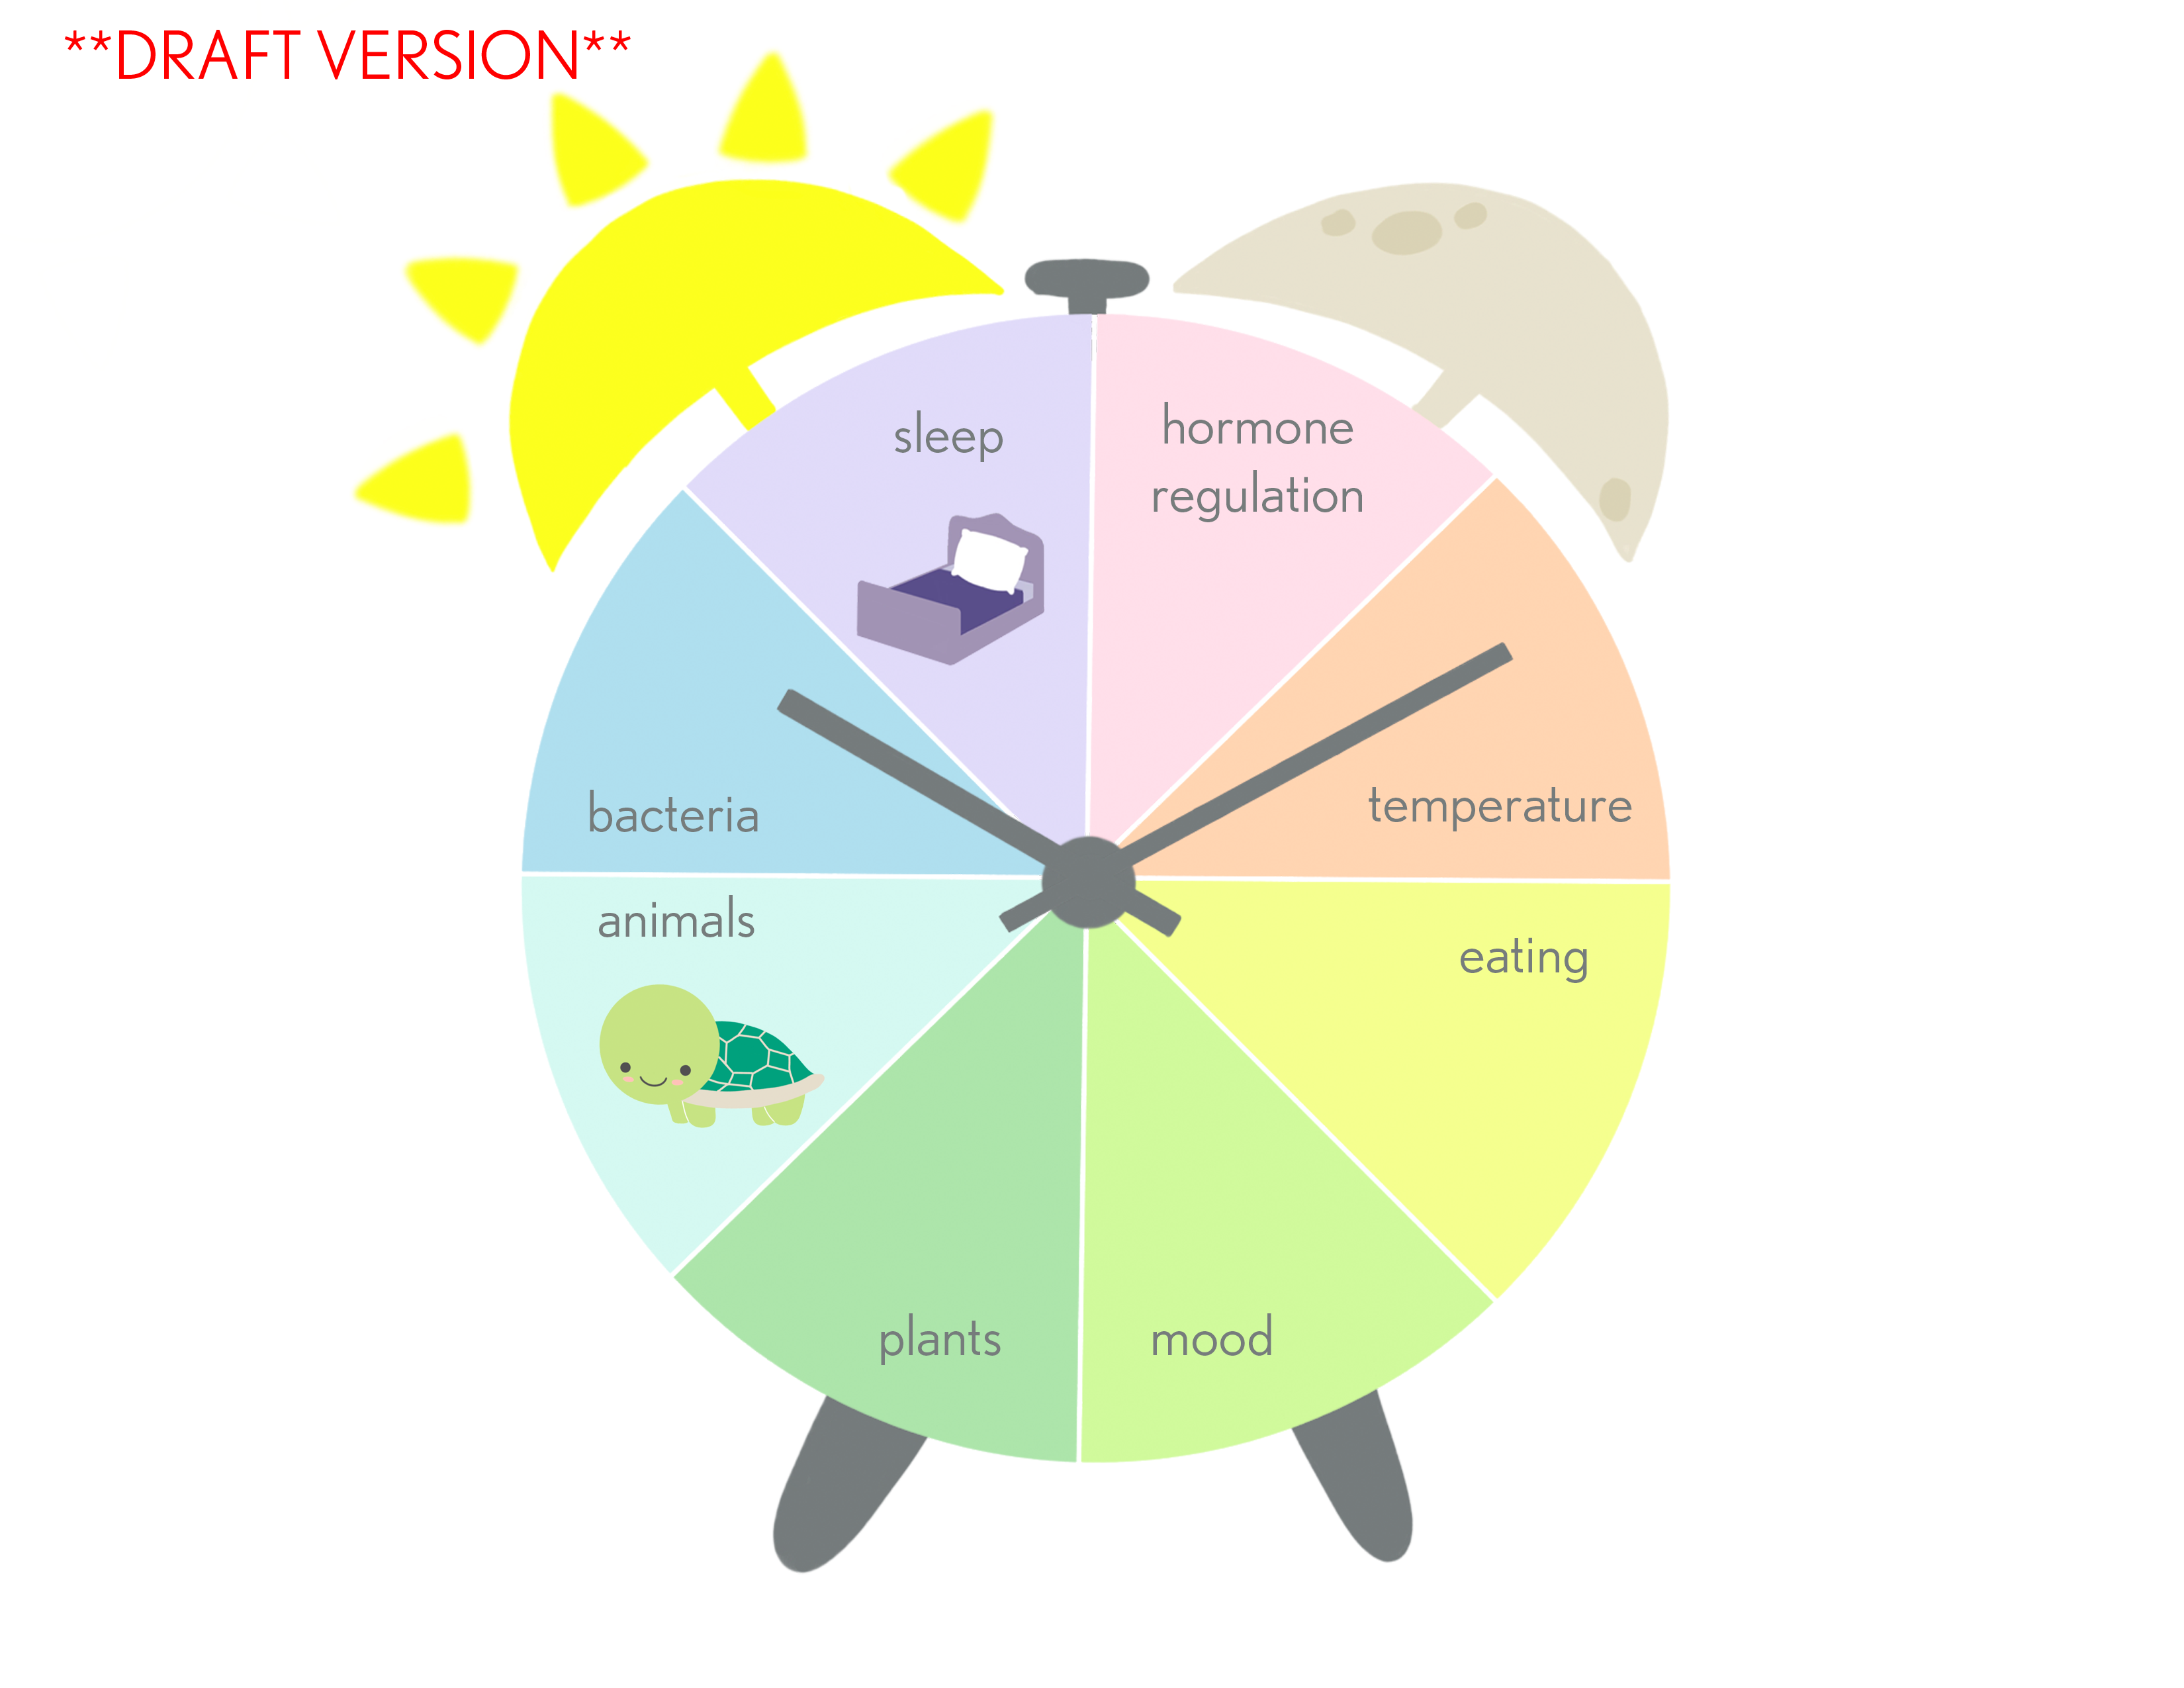 **DRAFT VERSION**
sleep
hormone
regulation
temperature
eating
mood
plants
animals
bacteria